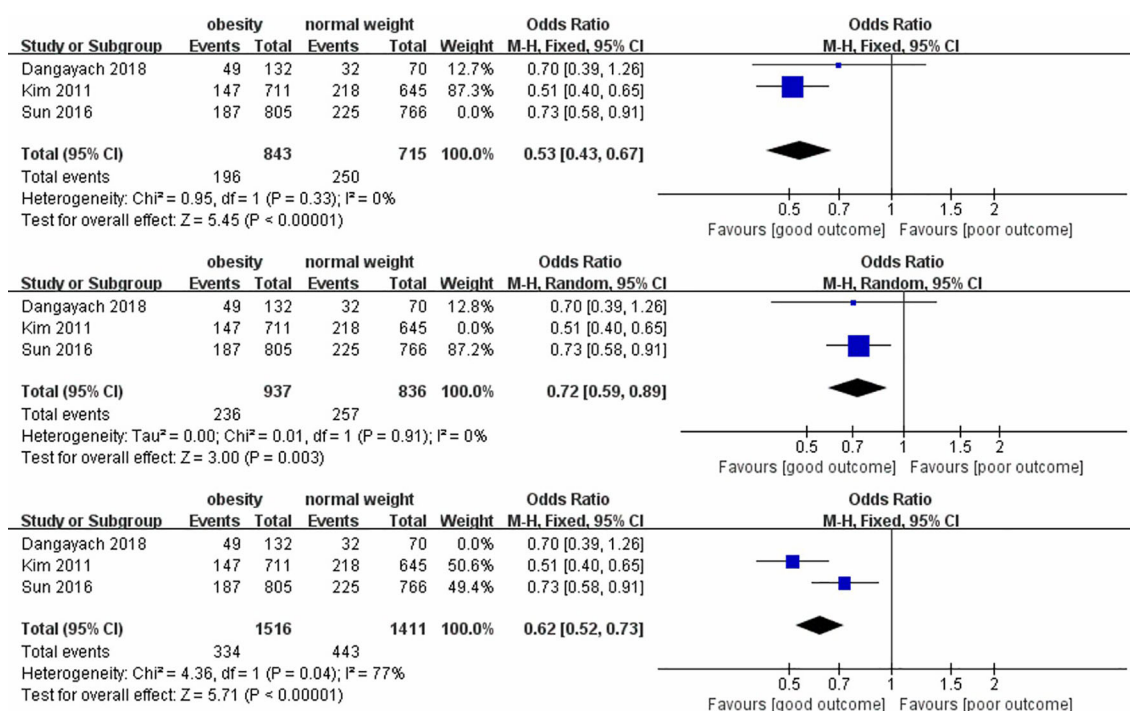 obesity normal weight Odds Ratio Odds Ratio
Study or Subgroup Events Total Events Total Weight M-H, Fixed, 95% CI M-H, Fixed, 95% CI
Dangayach 2018 49 132 32 70 12.7% 0.70 [0.39, 1.26]
Kim 2011 147 711 218 645 87.3% 0.51 [0.40, 0.65]
Sun 2016 187 805 225 766 0.0% 0.73 [0.58, 0.91]
Total (95% CI) 843 715 100.0% 0.53 [0.43, 0.67]
Total events 196 250
Heterogeneity: Chi² = 0.95, df = 1 (P = 0.33); I² = 0%
Test for overall effect: Z = 5.45 (P < 0.00001)
0.5 0.7 1 1.5 2
Favours [good outcome] Favours [poor outcome]
obesity normal weight Odds Ratio Odds Ratio
Study or Subgroup Events Total Events Total Weight M-H, Random, 95% CI M-H, Random, 95% CI
Dangayach 2018 49 132 32 70 12.8% 0.70 [0.39, 1.26]
Kim 2011 147 711 218 645 0.0% 0.51 [0.40, 0.65]
Sun 2016 187 805 225 766 87.2% 0.73 [0.58, 0.91]
Total (95% CI) 937 836 100.0% 0.72 [0.59, 0.89]
Total events 236 257
Heterogeneity: Tau² = 0.00; Chi² = 0.01, df = 1 (P = 0.91); I² = 0%
Test for overall effect: Z = 3.00 (P = 0.003)
0.5 0.7 1 1.5 2
Favours [good outcome] Favours [poor outcome]
obesity normal weight Odds Ratio Odds Ratio
Study or Subgroup Events Total Events Total Weight M-H, Fixed, 95% CI M-H, Fixed, 95% CI
Dangayach 2018 49 132 32 70 0.0% 0.70 [0.39, 1.26]
Kim 2011 147 711 218 645 50.6% 0.51 [0.40, 0.65]
Sun 2016 187 805 225 766 49.4% 0.73 [0.58, 0.91]
Total (95% CI) 1516 1411 100.0% 0.62 [0.52, 0.73]
Total events 334 443
Heterogeneity: Chi² = 4.36, df = 1 (P = 0.04); I² = 77%
Test for overall effect: Z = 5.71 (P < 0.00001)
0.5 0.7 1 1.5 2
Favours [good outcome] Favours [poor outcome]